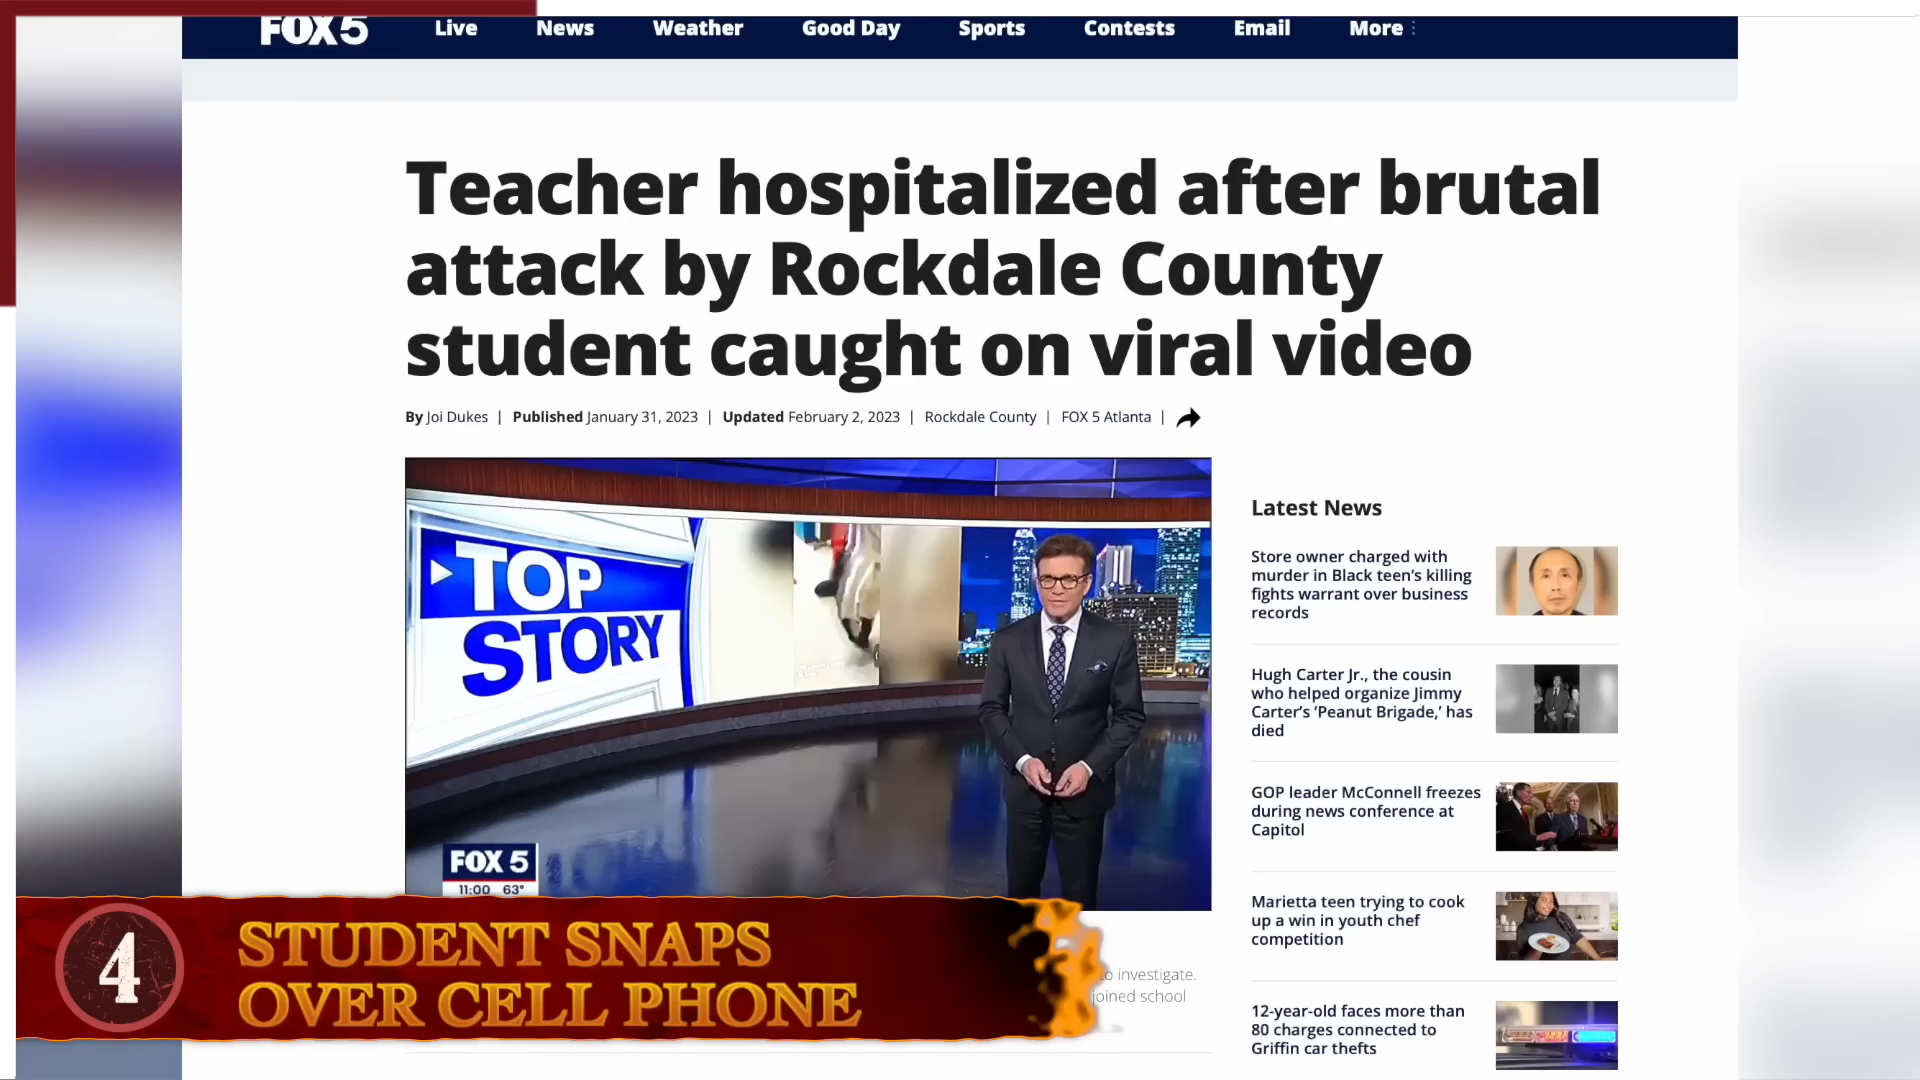 FOX5 Live News Weather Good Day Sports Contests Email More
Teacher hospitalized after brutal
attack by Rockdale County
student caught on viral video
By Joi Dukes | Published January 31, 2023 | Updated February 2, 2023 | Rockdale County | FOX 5 Atlanta |
TOP
STORY
FOX 5
11:00 63°
Latest News
Store owner charged with
murder in Black teen's killing
fights warrant over business
records
Hugh Carter Jr., the cousin
who helped organize Jimmy
Carter's 'Peanut Brigade,' has
died
GOP leader McConnell freezes
during news conference at
Capitol
Marietta teen trying to cook
up a win in youth chef
competition
12-year-old faces more than
80 charges connected to
Griffin car thefts
to investigate.
joined school
4
STUDENT SNAPS
OVER CELL PHONE